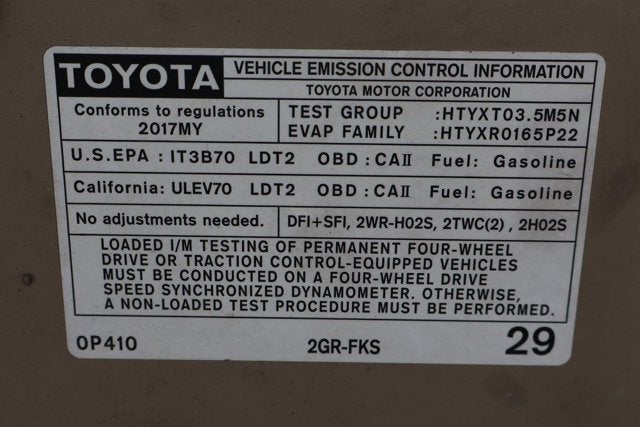 TOYOTA
VEHICLE EMISSION CONTROL INFORMATION
TOYOTA MOTOR CORPORATION
Conforms to regulations
2017MY
TEST GROUP :HTYXT03.5M5N
EVAP FAMILY :HTYXR0165P22
U.S.EPA : IT3B70 LDT2 OBD : CAII Fuel: Gasoline
California: ULEV70 LDT2 OBD : CAII Fuel: Gasoline
No adjustments needed.
DFI+SFI, 2WR-HO2S, 2TWC(2) , 2HO2S
LOADED I/M TESTING OF PERMANENT FOUR-WHEEL
DRIVE OR TRACTION CONTROL-EQUIPPED VEHICLES
MUST BE CONDUCTED ON A FOUR-WHEEL DRIVE
SPEED SYNCHRONIZED DYNAMOMETER. OTHERWISE,
A NON-LOADED TEST PROCEDURE MUST BE PERFORMED.
0P410
2GR-FKS
29